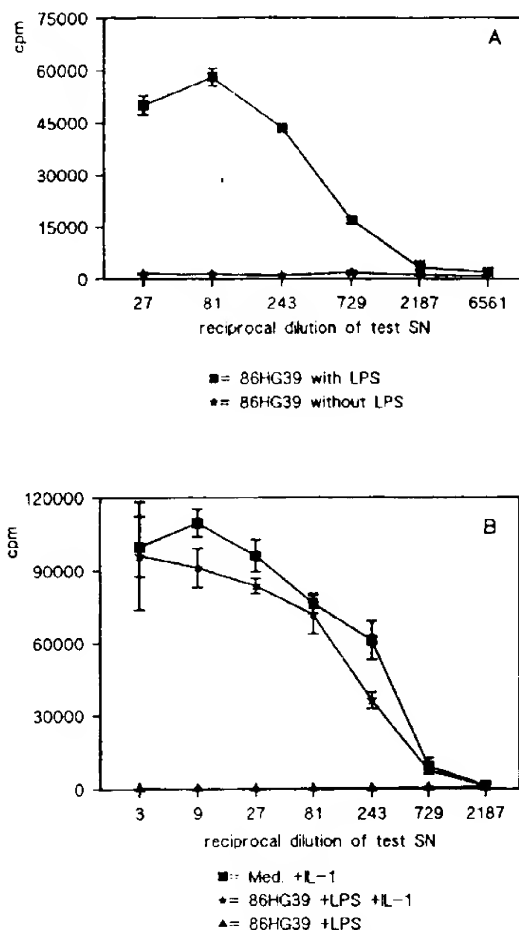 A
cpm
75000
60000
45000
30000
15000
0
27 81 243 729 2187 6561
reciprocal dilution of test SN
■= 86HG39 with LPS
★= 86HG39 without LPS
B
cpm
120000
90000
60000
30000
0
3 9 27 81 243 729 2187
reciprocal dilution of test SN
■= Med. +IL-1
★= 86HG39 +LPS +IL-1
▲= 86HG39 +LPS